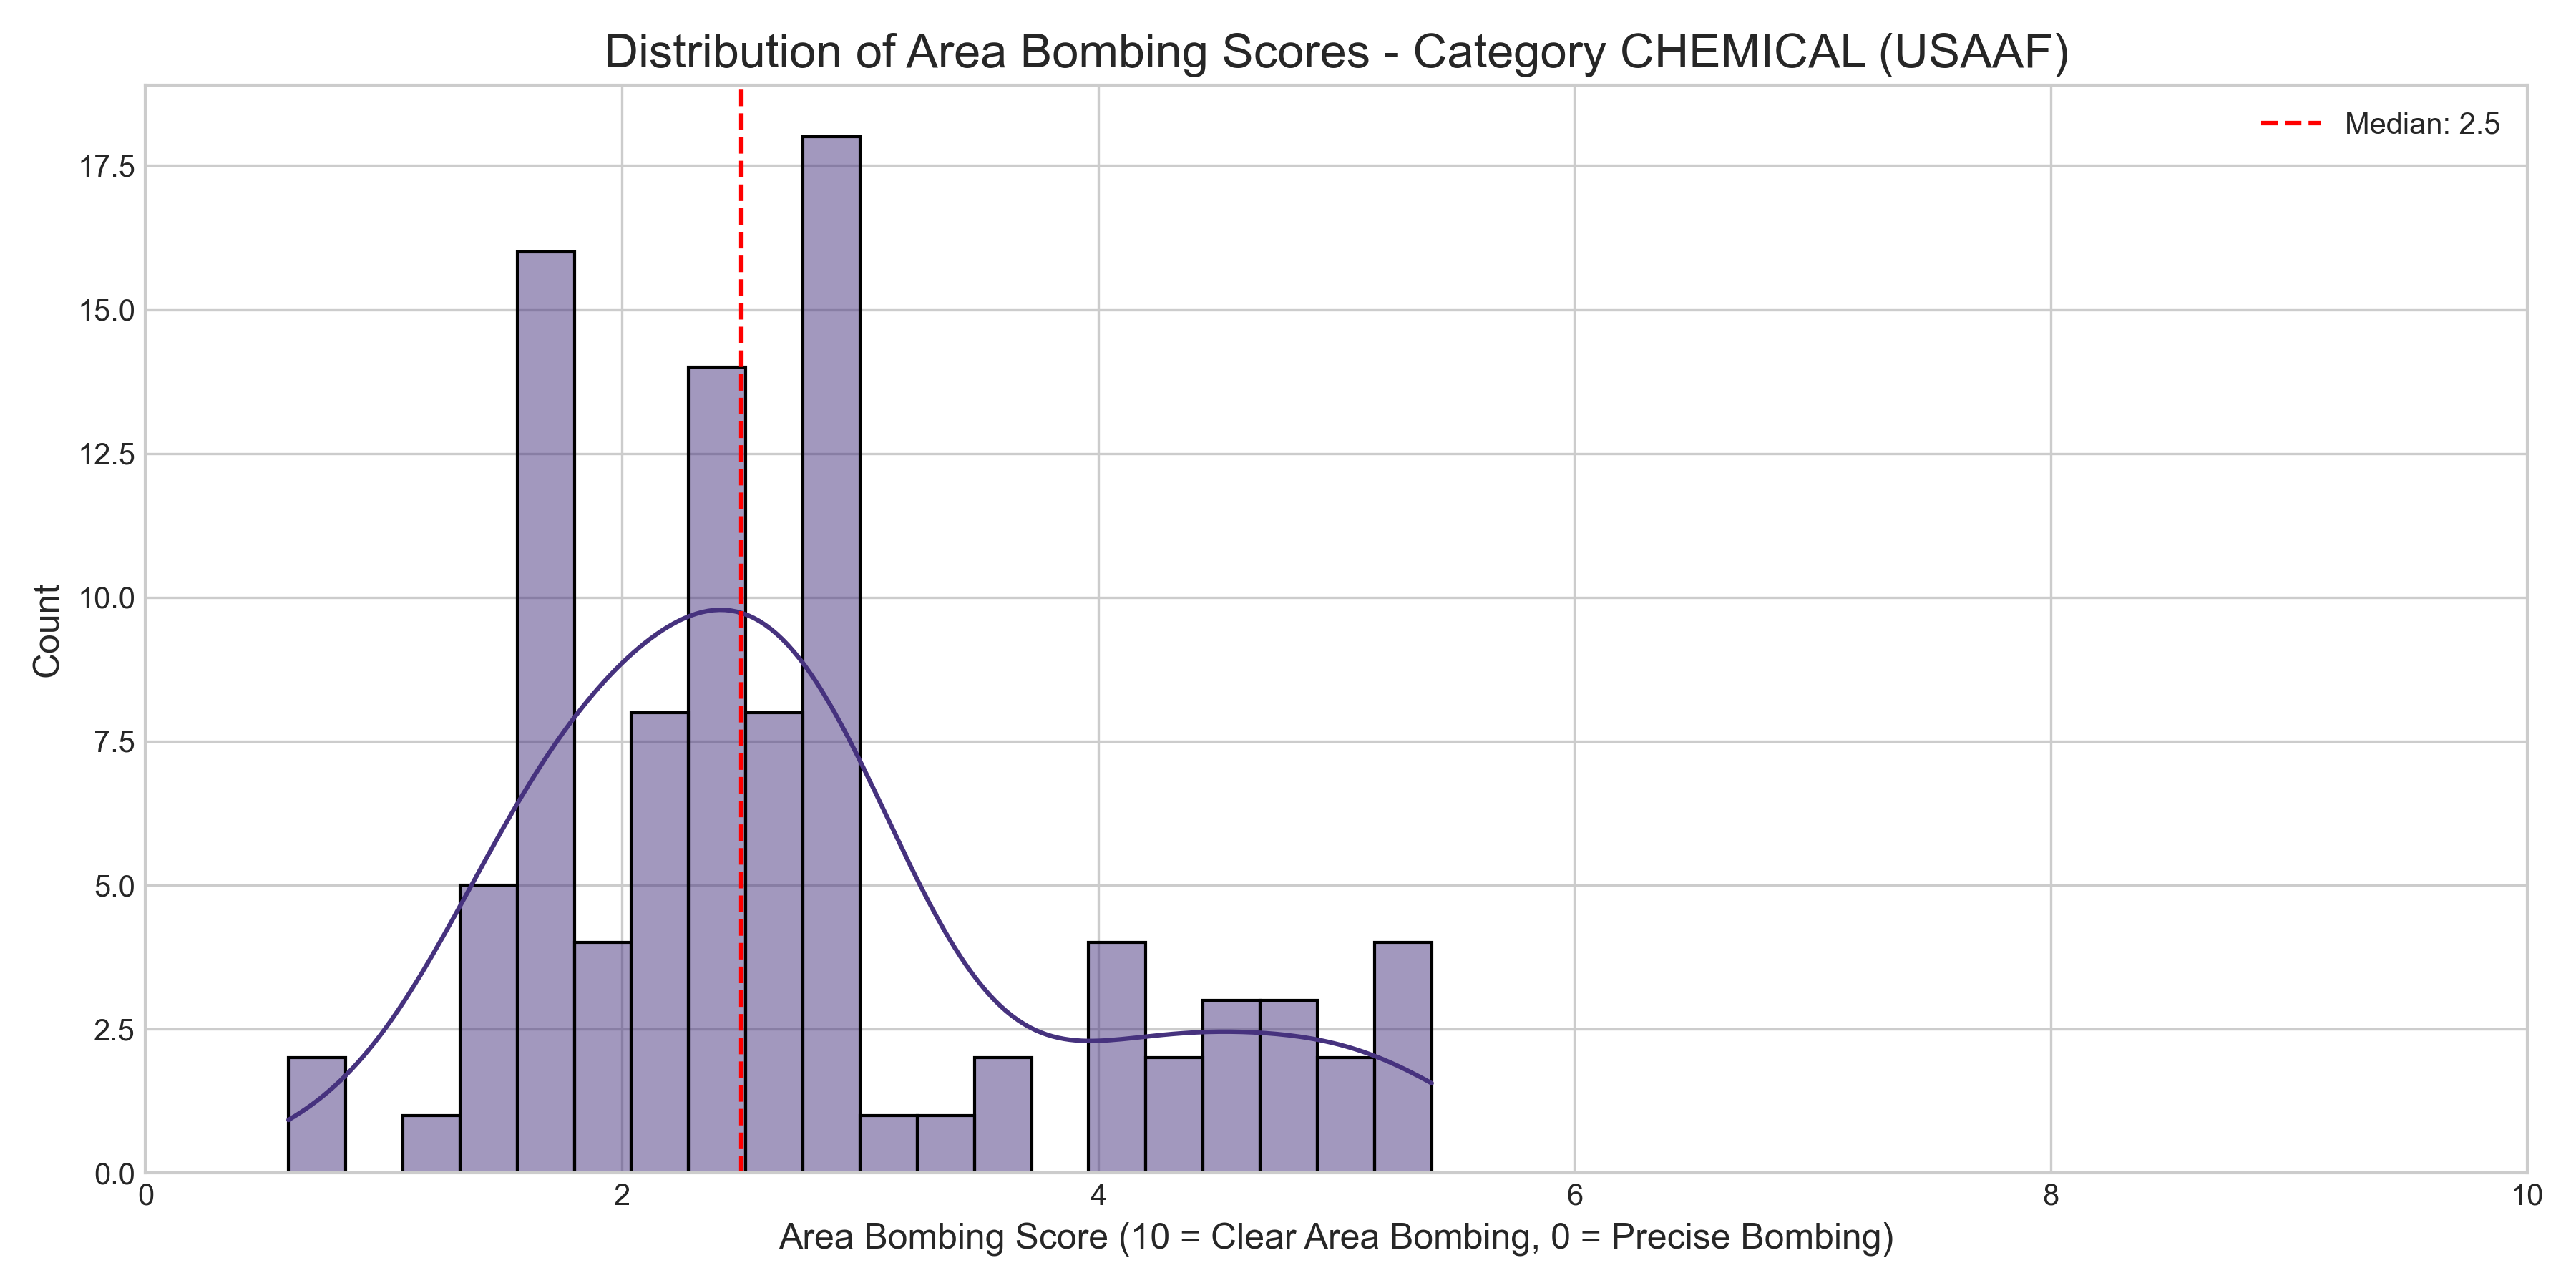 Distribution of Area Bombing Scores - Category CHEMICAL (USAAF)
Median: 2.5
Count
17.5
15.0
12.5
10.0
7.5
5.0
2.5
0.0
0 2 4 6 8 10
Area Bombing Score (10 = Clear Area Bombing, 0 = Precise Bombing)